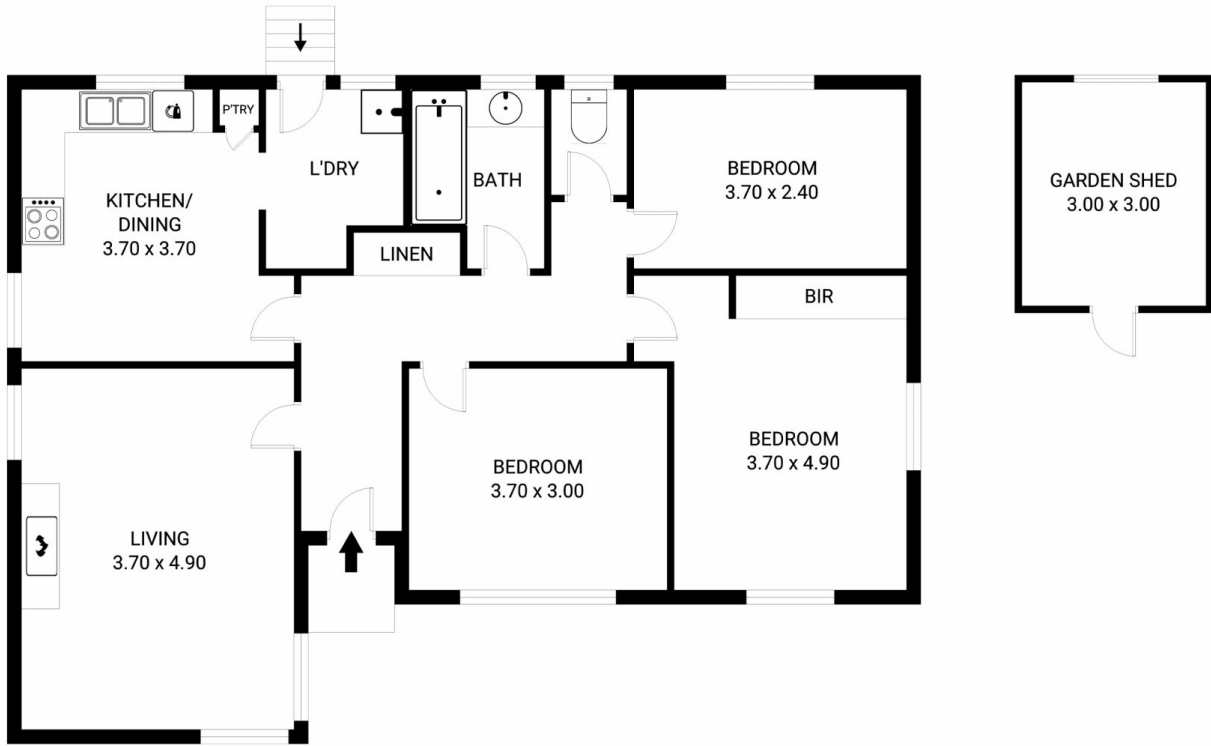 P'TRY
L'DRY
BATH
KITCHEN/
DINING
3.70 x 3.70
LINEN
BEDROOM
3.70 x 2.40
GARDEN SHED
3.00 x 3.00
BIR
BEDROOM
3.70 x 4.90
BEDROOM
3.70 x 3.00
LIVING
3.70 x 4.90